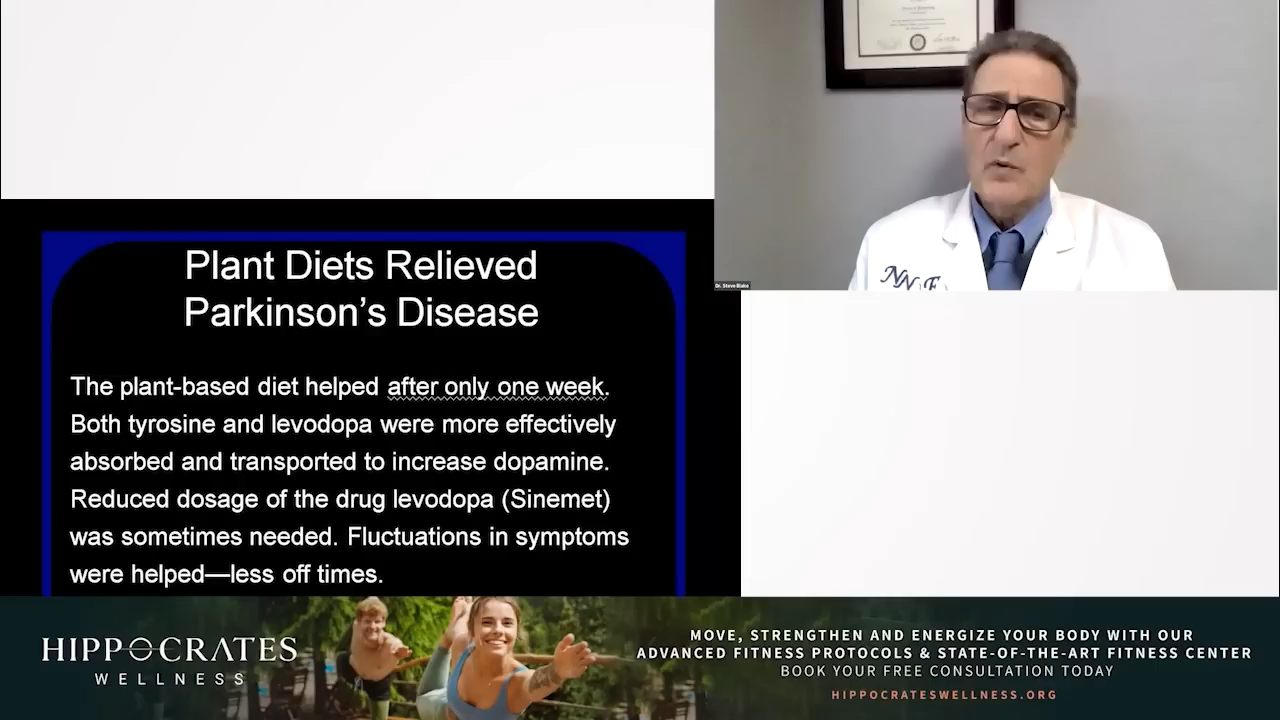 Plant Diets Relieved
Parkinson's Disease
The plant-based diet helped after only one week.
Both tyrosine and levodopa were more effectively
absorbed and transported to increase dopamine.
Reduced dosage of the drug levodopa (Sinemet)
was sometimes needed. Fluctuations in symptoms
were helped—less off times.
Dr. Steve Blake
NNF
HIPPOCRATES
WELLNESS
MOVE, STRENGTHEN AND ENERGIZE YOUR BODY WITH OUR
ADVANCED FITNESS PROTOCOLS & STATE-OF-THE-ART FITNESS CENTER
BOOK YOUR FREE CONSULTATION TODAY
HIPPOCRATESWELLNESS.ORG